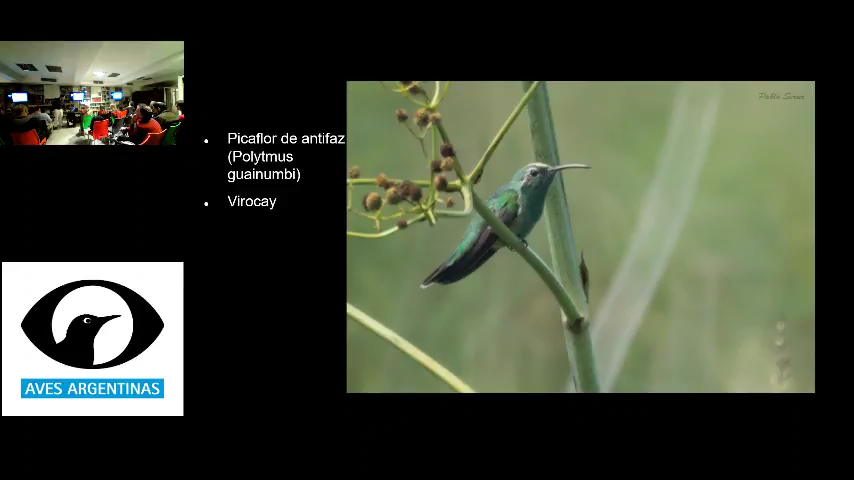 Picaflor de antifaz
(Polytmus
guainumbi)
Virocay
AVES ARGENTINAS